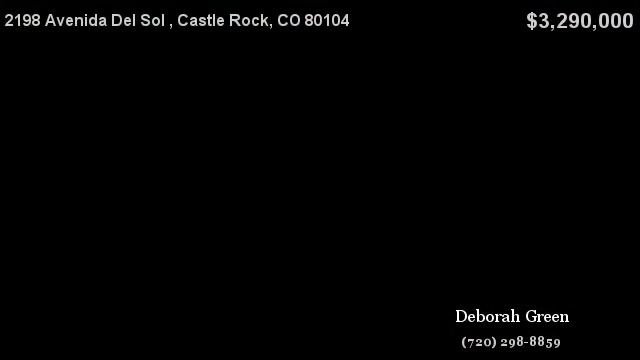 2198 Avenida Del Sol , Castle Rock, CO 80104
$3,290,000
Deborah Green
(720) 298-8859